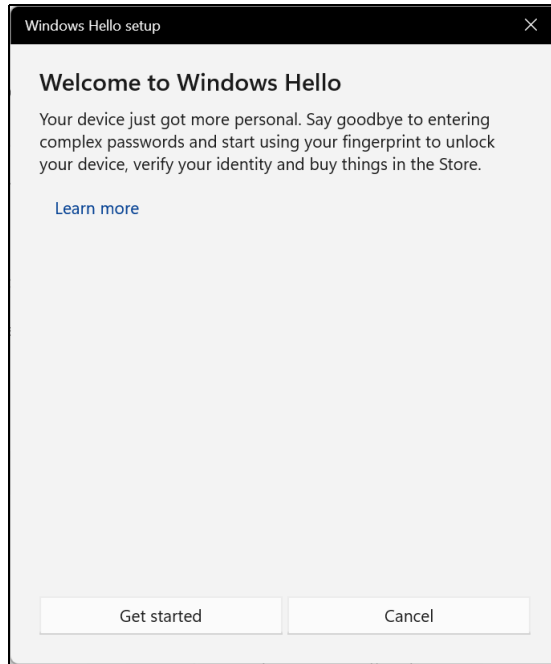 Windows Hello setup
Welcome to Windows Hello
Your device just got more personal. Say goodbye to entering
complex passwords and start using your fingerprint to unlock
your device, verify your identity and buy things in the Store.
Learn more
Get started
Cancel